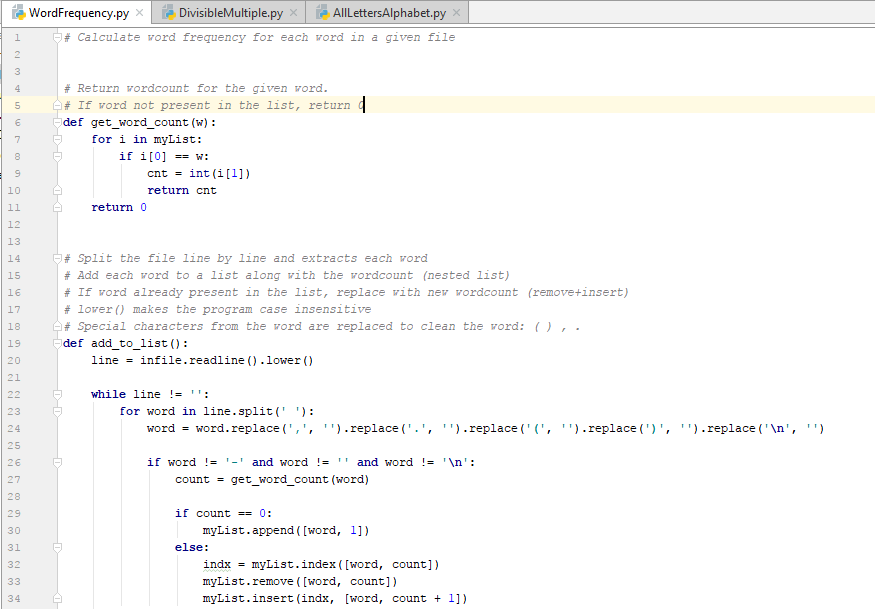 WordFrequency.py × DivisibleMultiple.py × AllLettersAlphabet.py ×
1 # Calculate word frequency for each word in a given file
2
3
4 # Return wordcount for the given word.
5 # If word not present in the list, return 0
6 def get_word_count(w):
7     for i in myList:
8         if i[0] == w:
9             cnt = int(i[1])
10             return cnt
11     return 0
12
13
14 # Split the file line by line and extracts each word
15 # Add each word to a list along with the wordcount (nested list)
16 # If word already present in the list, replace with new wordcount (remove+insert)
17 # lower() makes the program case insensitive
18 # Special characters from the word are replaced to clean the word: ( ) , .
19 def add_to_list():
20     line = infile.readline().lower()
21
22     while line != '':
23         for word in line.split(' '):
24             word = word.replace(',', '').replace('.', '').replace('(', '').replace(')', '').replace('\n', '')
25
26             if word != '-' and word != '' and word != '\n':
27                 count = get_word_count(word)
28
29                 if count == 0:
30                     myList.append([word, 1])
31                 else:
32                     indx = myList.index([word, count])
33                     myList.remove([word, count])
34                     myList.insert(indx, [word, count + 1])